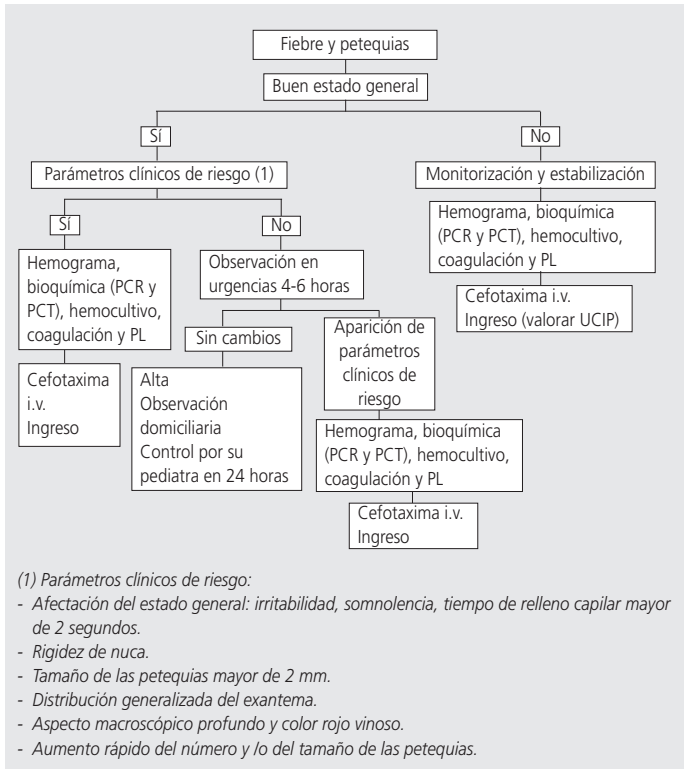 Fiebre y petequias
Buen estado general
Sí
No
Parámetros clínicos de riesgo (1)
Monitorización y estabilización
Sí
No
Hemograma, bioquímica
(PCR y PCT), hemocultivo,
coagulación y PL
Hemograma,
bioquímica (PCR y
PCT), hemocultivo,
coagulación y PL
Observación en
urgencias 4-6 horas
Cefotaxima i.v.
Ingreso (valorar UCIP)
Sin cambios
Aparición de
parámetros
clínicos de
riesgo
Cefotaxima
i.v.
Ingreso
Alta
Observación
domiciliaria
Control por su
pediatra en 24 horas
Hemograma, bioquímica
(PCR y PCT), hemocultivo,
coagulación y PL
Cefotaxima i.v.
Ingreso
(1) Parámetros clínicos de riesgo:
- Afectación del estado general: irritabilidad, somnolencia, tiempo de relleno capilar mayor
de 2 segundos.
- Rigidez de nuca.
- Tamaño de las petequias mayor de 2 mm.
- Distribución generalizada del exantema.
- Aspecto macroscópico profundo y color rojo vinoso.
- Aumento rápido del número y /o del tamaño de las petequias.